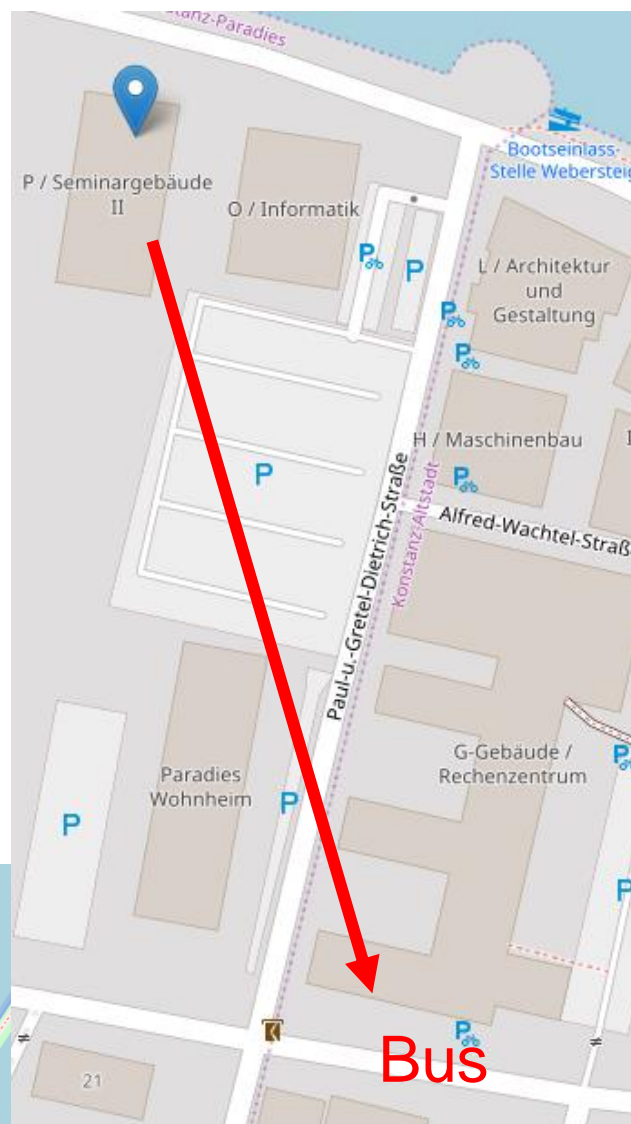 stanz-Paradies
Bootseinlass-
Stelle Webersteig
P / Seminargebäude
II
O / Informatik
P
P
L / Architektur
und
Gestaltung
P
P
H / Maschinenbau
P
P
Alfred-Wachtel-Straß
Konstanz-Altstadt
Paul-u.-Gretel-Dietrich-Straße
G-Gebäude /
Rechenzentrum
P
Paradies
Wohnheim
P
P
P
Bus
P
21